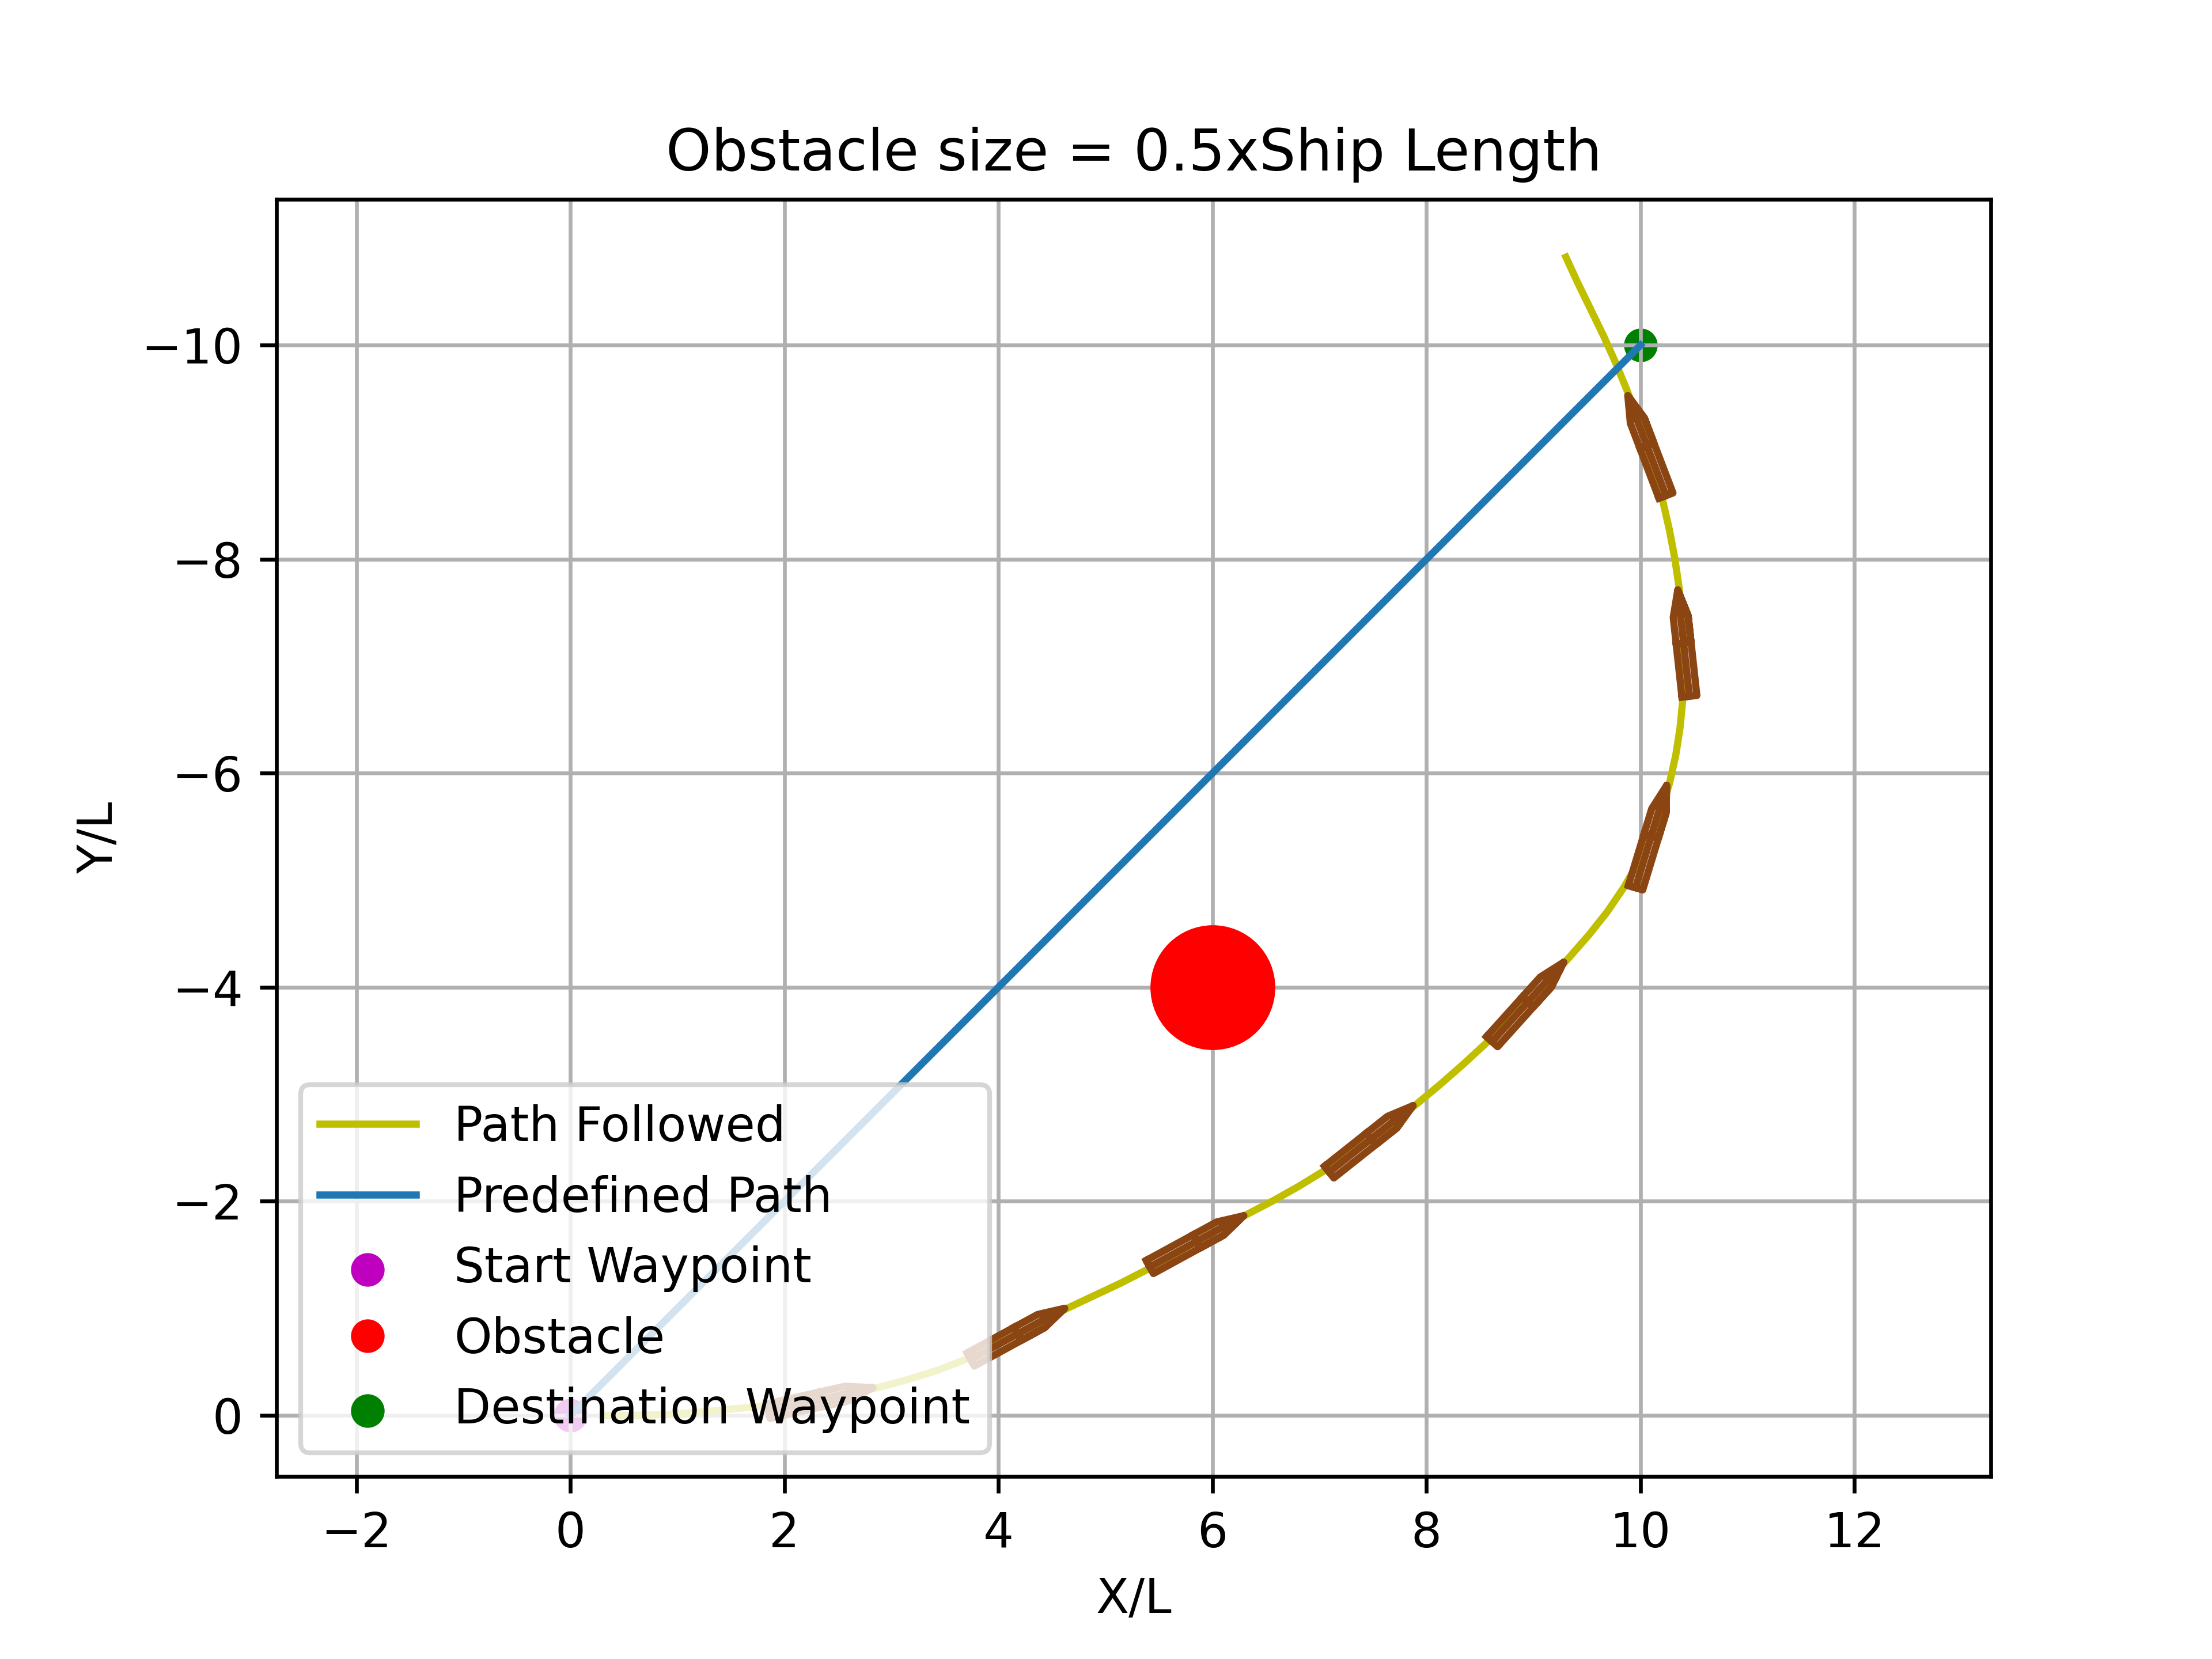 Obstacle size = 0.5xShip Length
−10
−8
−6
−4
−2
0
Y/L
Path Followed
Predefined Path
Start Waypoint
Obstacle
Destination Waypoint
−2 0 2 4 6 8 10 12
X/L